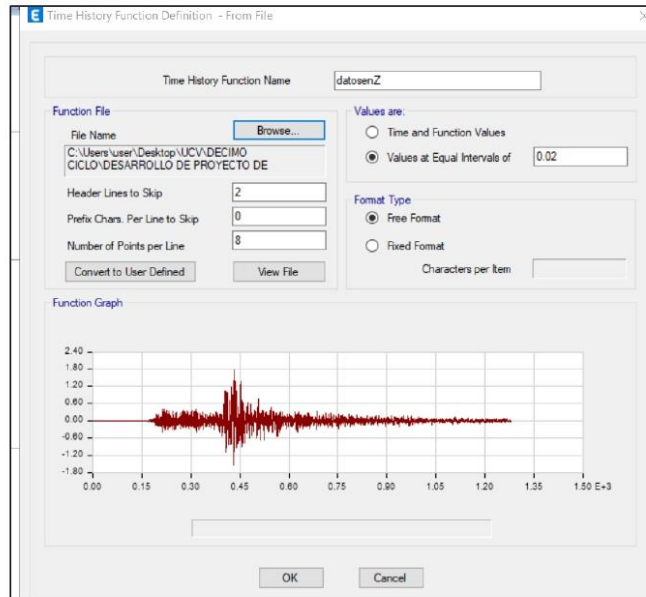 E Time History Function Definition - From File
Time History Function Name datosenZ
Function File
File Name Browse...
C:\Users\user\Desktop\UCV\DECIMO
CICLO\DESARROLLO DE PROYECTO DE
Header Lines to Skip 2
Prefix Chars. Per Line to Skip 0
Number of Points per Line 8
Convert to User Defined View File
Values are:
Time and Function Values
Values at Equal Intervals of 0.02
Format Type
Free Format
Fixed Format
Characters per Item
Function Graph
2.40
1.80
1.20
0.60
0.00
-0.60
-1.20
-1.80
0.00 0.15 0.30 0.45 0.60 0.75 0.90 1.05 1.20 1.35 1.50 E+3
OK Cancel